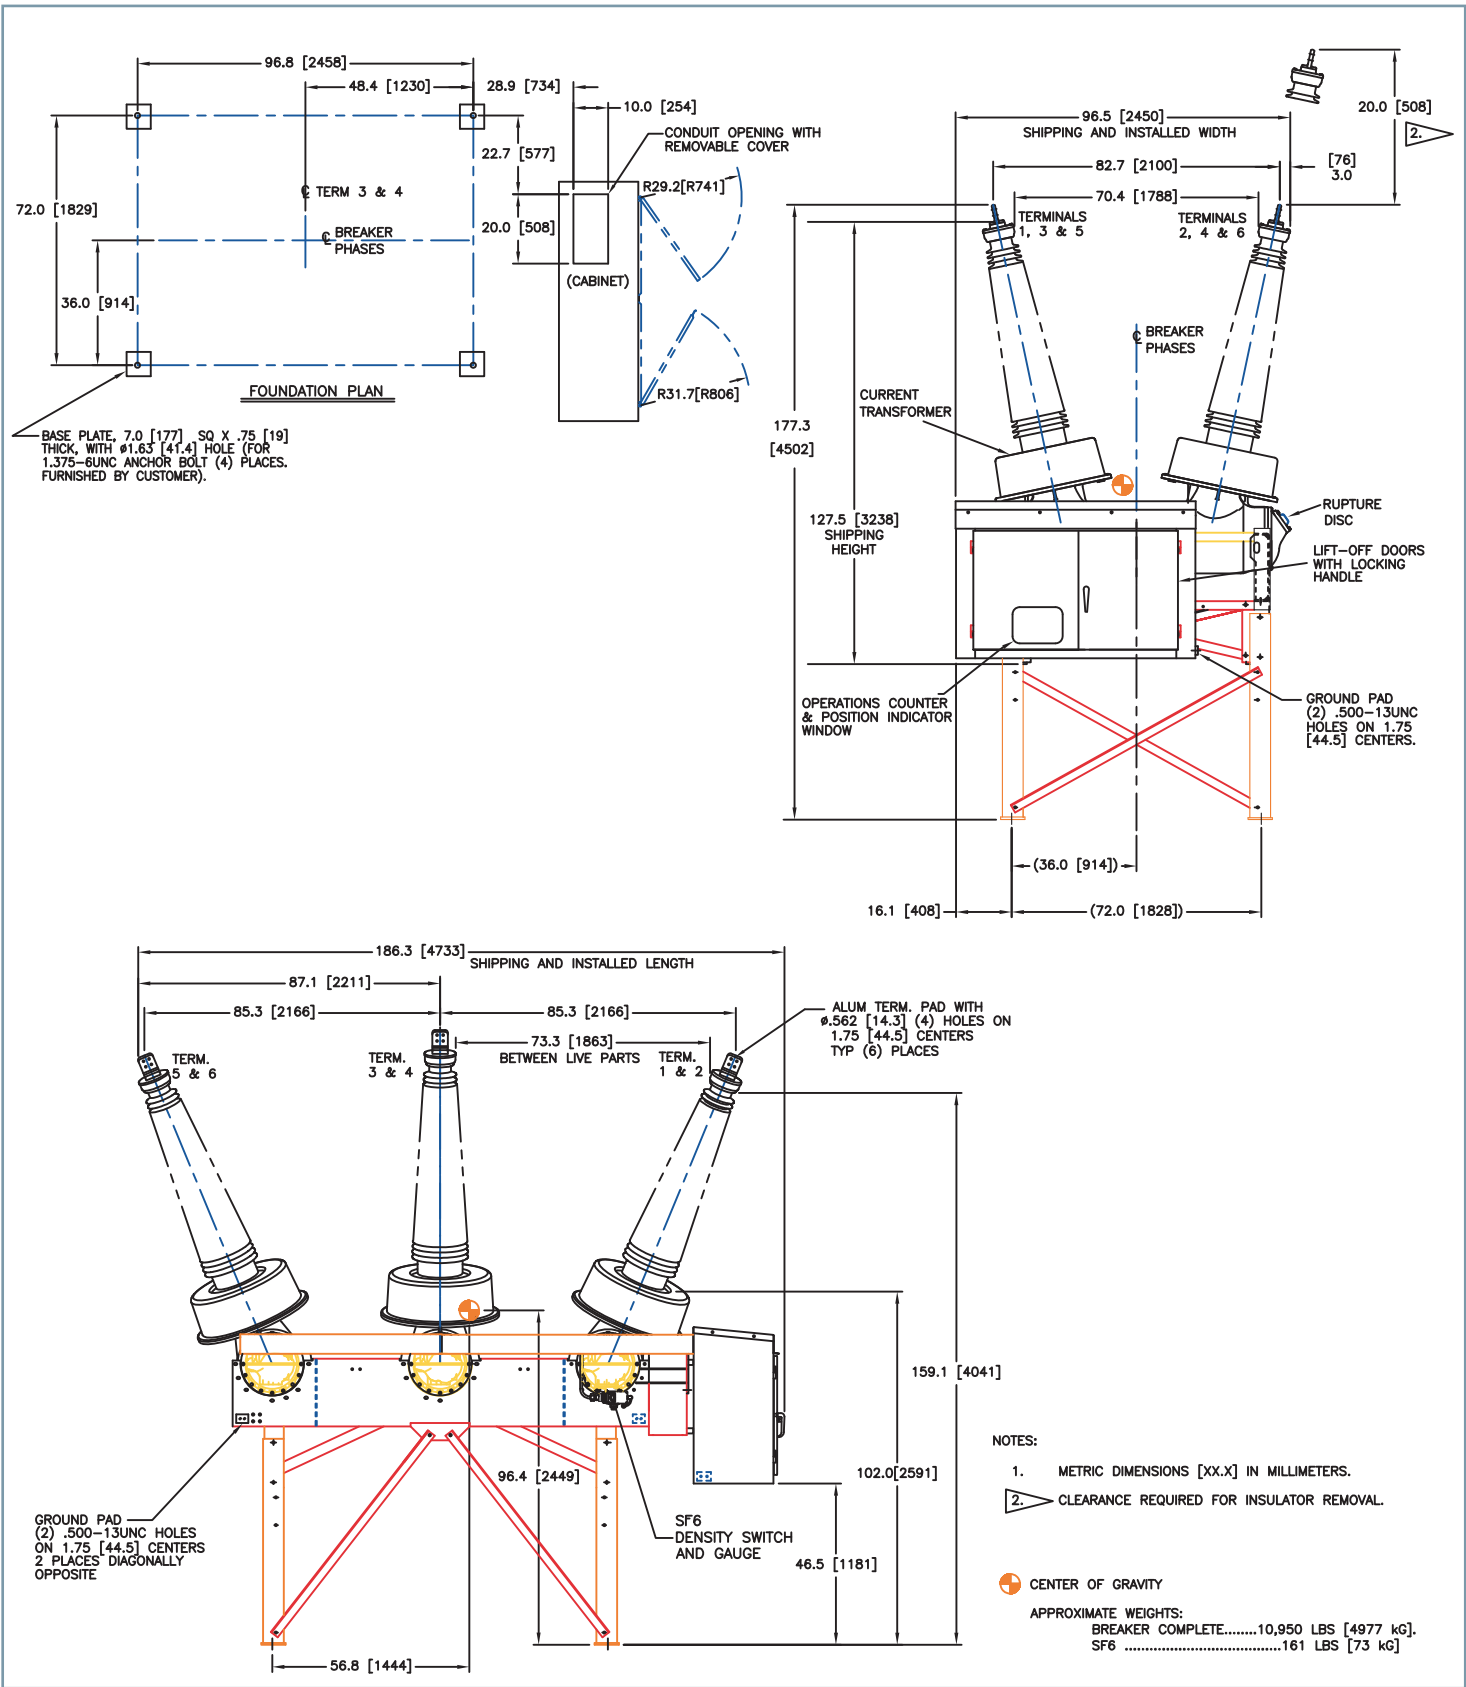 96.8 [2458]
48.4 [1230]
28.9 [734]
10.0 [254]
CONDUIT OPENING WITH
REMOVABLE COVER
22.7 [577]
R29.2[R741]
℄ TERM 3 & 4
72.0 [1829]
20.0 [508]
℄ BREAKER
PHASES
(CABINET)
36.0 [914]
R31.7[R806]
FOUNDATION PLAN
BASE PLATE, 7.0 [177] SQ X .75 [19]
THICK, WITH ø1.63 [41.4] HOLE (FOR
1.375-6UNC ANCHOR BOLT (4) PLACES.
FURNISHED BY CUSTOMER).
20.0 [508]
2.
96.5 [2450]
SHIPPING AND INSTALLED WIDTH
82.7 [2100]
[76]
3.0
70.4 [1788]
TERMINALS
1, 3 & 5
TERMINALS
2, 4 & 6
℄ BREAKER
PHASES
CURRENT
TRANSFORMER
177.3
[4502]
127.5 [3238]
SHIPPING
HEIGHT
RUPTURE
DISC
LIFT-OFF DOORS
WITH LOCKING
HANDLE
OPERATIONS COUNTER
& POSITION INDICATOR
WINDOW
GROUND PAD
(2) .500-13UNC
HOLES ON 1.75
[44.5] CENTERS.
(36.0 [914])
16.1 [408]
(72.0 [1828])
186.3 [4733]
SHIPPING AND INSTALLED LENGTH
87.1 [2211]
85.3 [2166]
85.3 [2166]
73.3 [1863]
BETWEEN LIVE PARTS
ALUM TERM. PAD WITH
ø.562 [14.3] (4) HOLES ON
1.75 [44.5] CENTERS
TYP (6) PLACES
TERM.
5 & 6
TERM.
3 & 4
TERM.
1 & 2
159.1 [4041]
102.0[2591]
96.4 [2449]
46.5 [1181]
GROUND PAD
(2) .500-13UNC HOLES
ON 1.75 [44.5] CENTERS
2 PLACES DIAGONALLY
OPPOSITE
SF6
DENSITY SWITCH
AND GAUGE
56.8 [1444]
NOTES:
1. METRIC DIMENSIONS [XX.X] IN MILLIMETERS.
2. CLEARANCE REQUIRED FOR INSULATOR REMOVAL.
CENTER OF GRAVITY
APPROXIMATE WEIGHTS:
BREAKER COMPLETE........10,950 LBS [4977 kG].
SF6 ....................................161 LBS [73 kG]